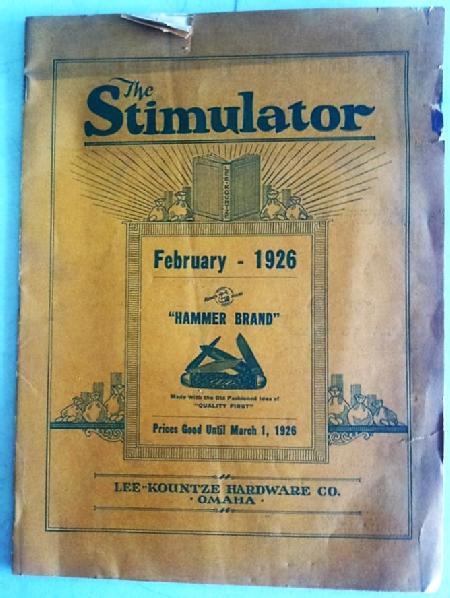 The
Stimulator
February - 1926
"HAMMER BRAND"
Made With the Old Fashioned Idea of
"QUALITY FIRST"
Prices Good Until March 1, 1926
LEE-KOUNTZE HARDWARE CO.
· OMAHA ·